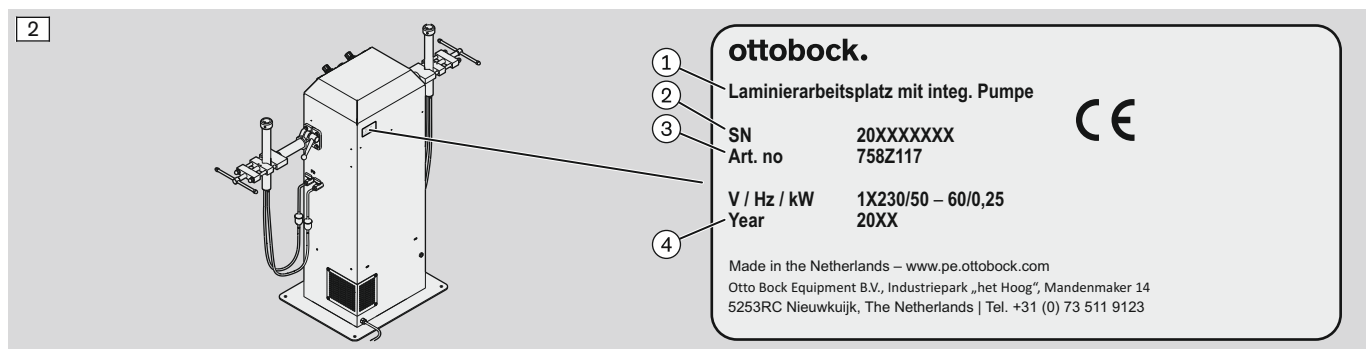 2
ottobock.
1
Laminierarbeitsplatz mit integ. Pumpe
2
SN 20XXXXXXX
3
Art. no 758Z117
CE
V / Hz / kW 1X230/50 – 60/0,25
4
Year 20XX
Made in the Netherlands – www.pe.ottobock.com
Otto Bock Equipment B.V., Industriepark „het Hoog“, Mandenmaker 14
5253RC Nieuwkuijk, The Netherlands | Tel. +31 (0) 73 511 9123